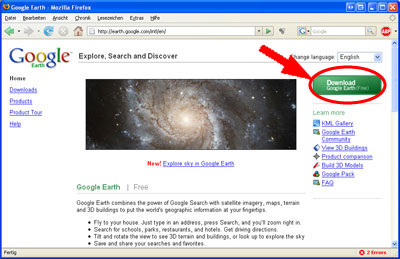 Google Earth - Mozilla Firefox
Datei Bearbeiten Ansicht Chronik Lesezeichen Extras Hilfe
http://earth.google.com/intl/en/
Google
ABP
Google
Earth
Explore, Search and Discover
Change language: English
Home
Downloads
Products
Product Tour
Help
Download
Google Earth (Free)
Learn more
KML Gallery
Google Earth
Community
View 3D Buildings
Product comparison
Build 3D Models
Google Pack
FAQ
New! Explore sky in Google Earth
Google Earth | Free
Google Earth combines the power of Google Search with satellite imagery, maps, terrain
and 3D buildings to put the world's geographic information at your fingertips.
• Fly to your house. Just type in an address, press Search, and you'll zoom right in.
• Search for schools, parks, restaurants, and hotels. Get driving directions.
• Tilt and rotate the view to see 3D terrain and buildings, or look up to explore the sky
• Save and share your searches and favorites.
Fertig
2 Errors